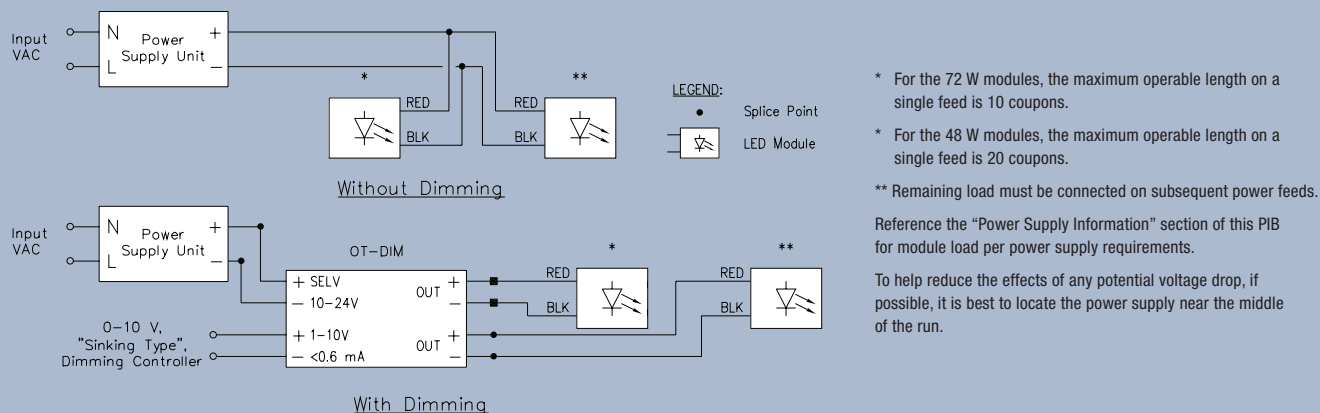 Input
VAC
N
L
Power
Supply Unit
+
−
*
RED
BLK
**
RED
BLK
LEGEND:
Splice Point
LED Module
Without Dimming
Input
VAC
N
L
Power
Supply Unit
+
−
OT-DIM
+ SELV
− 10-24V
+ 1-10V
− <0.6 mA
OUT +
−
OUT +
−
0-10 V,
"Sinking Type",
Dimming Controller
*
RED
BLK
**
RED
BLK
With Dimming
* For the 72 W modules, the maximum operable length on a
single feed is 10 coupons.
* For the 48 W modules, the maximum operable length on a
single feed is 20 coupons.
** Remaining load must be connected on subsequent power feeds.
Reference the “Power Supply Information” section of this PIB
for module load per power supply requirements.
To help reduce the effects of any potential voltage drop, if
possible, it is best to locate the power supply near the middle
of the run.